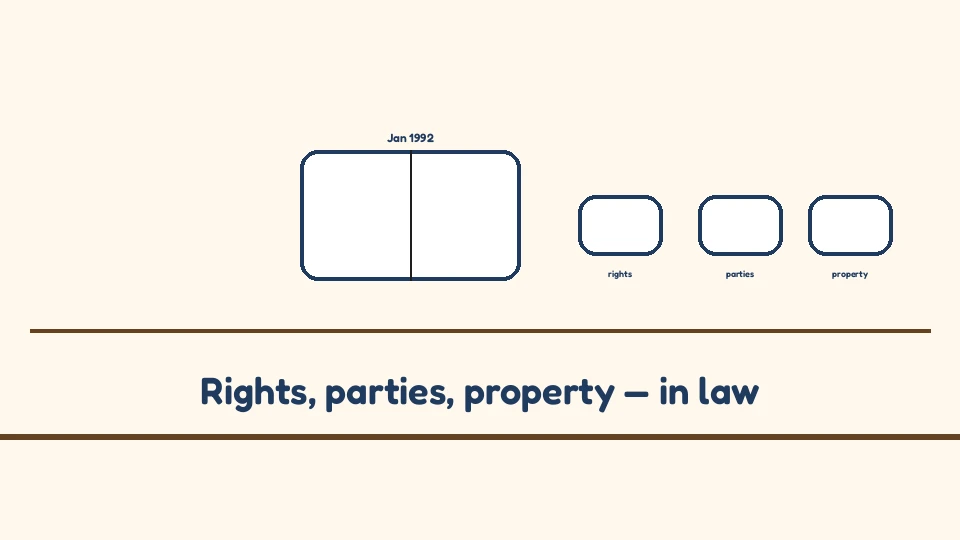 Jan 1992
rights
parties
property
Rights, parties, property — in law